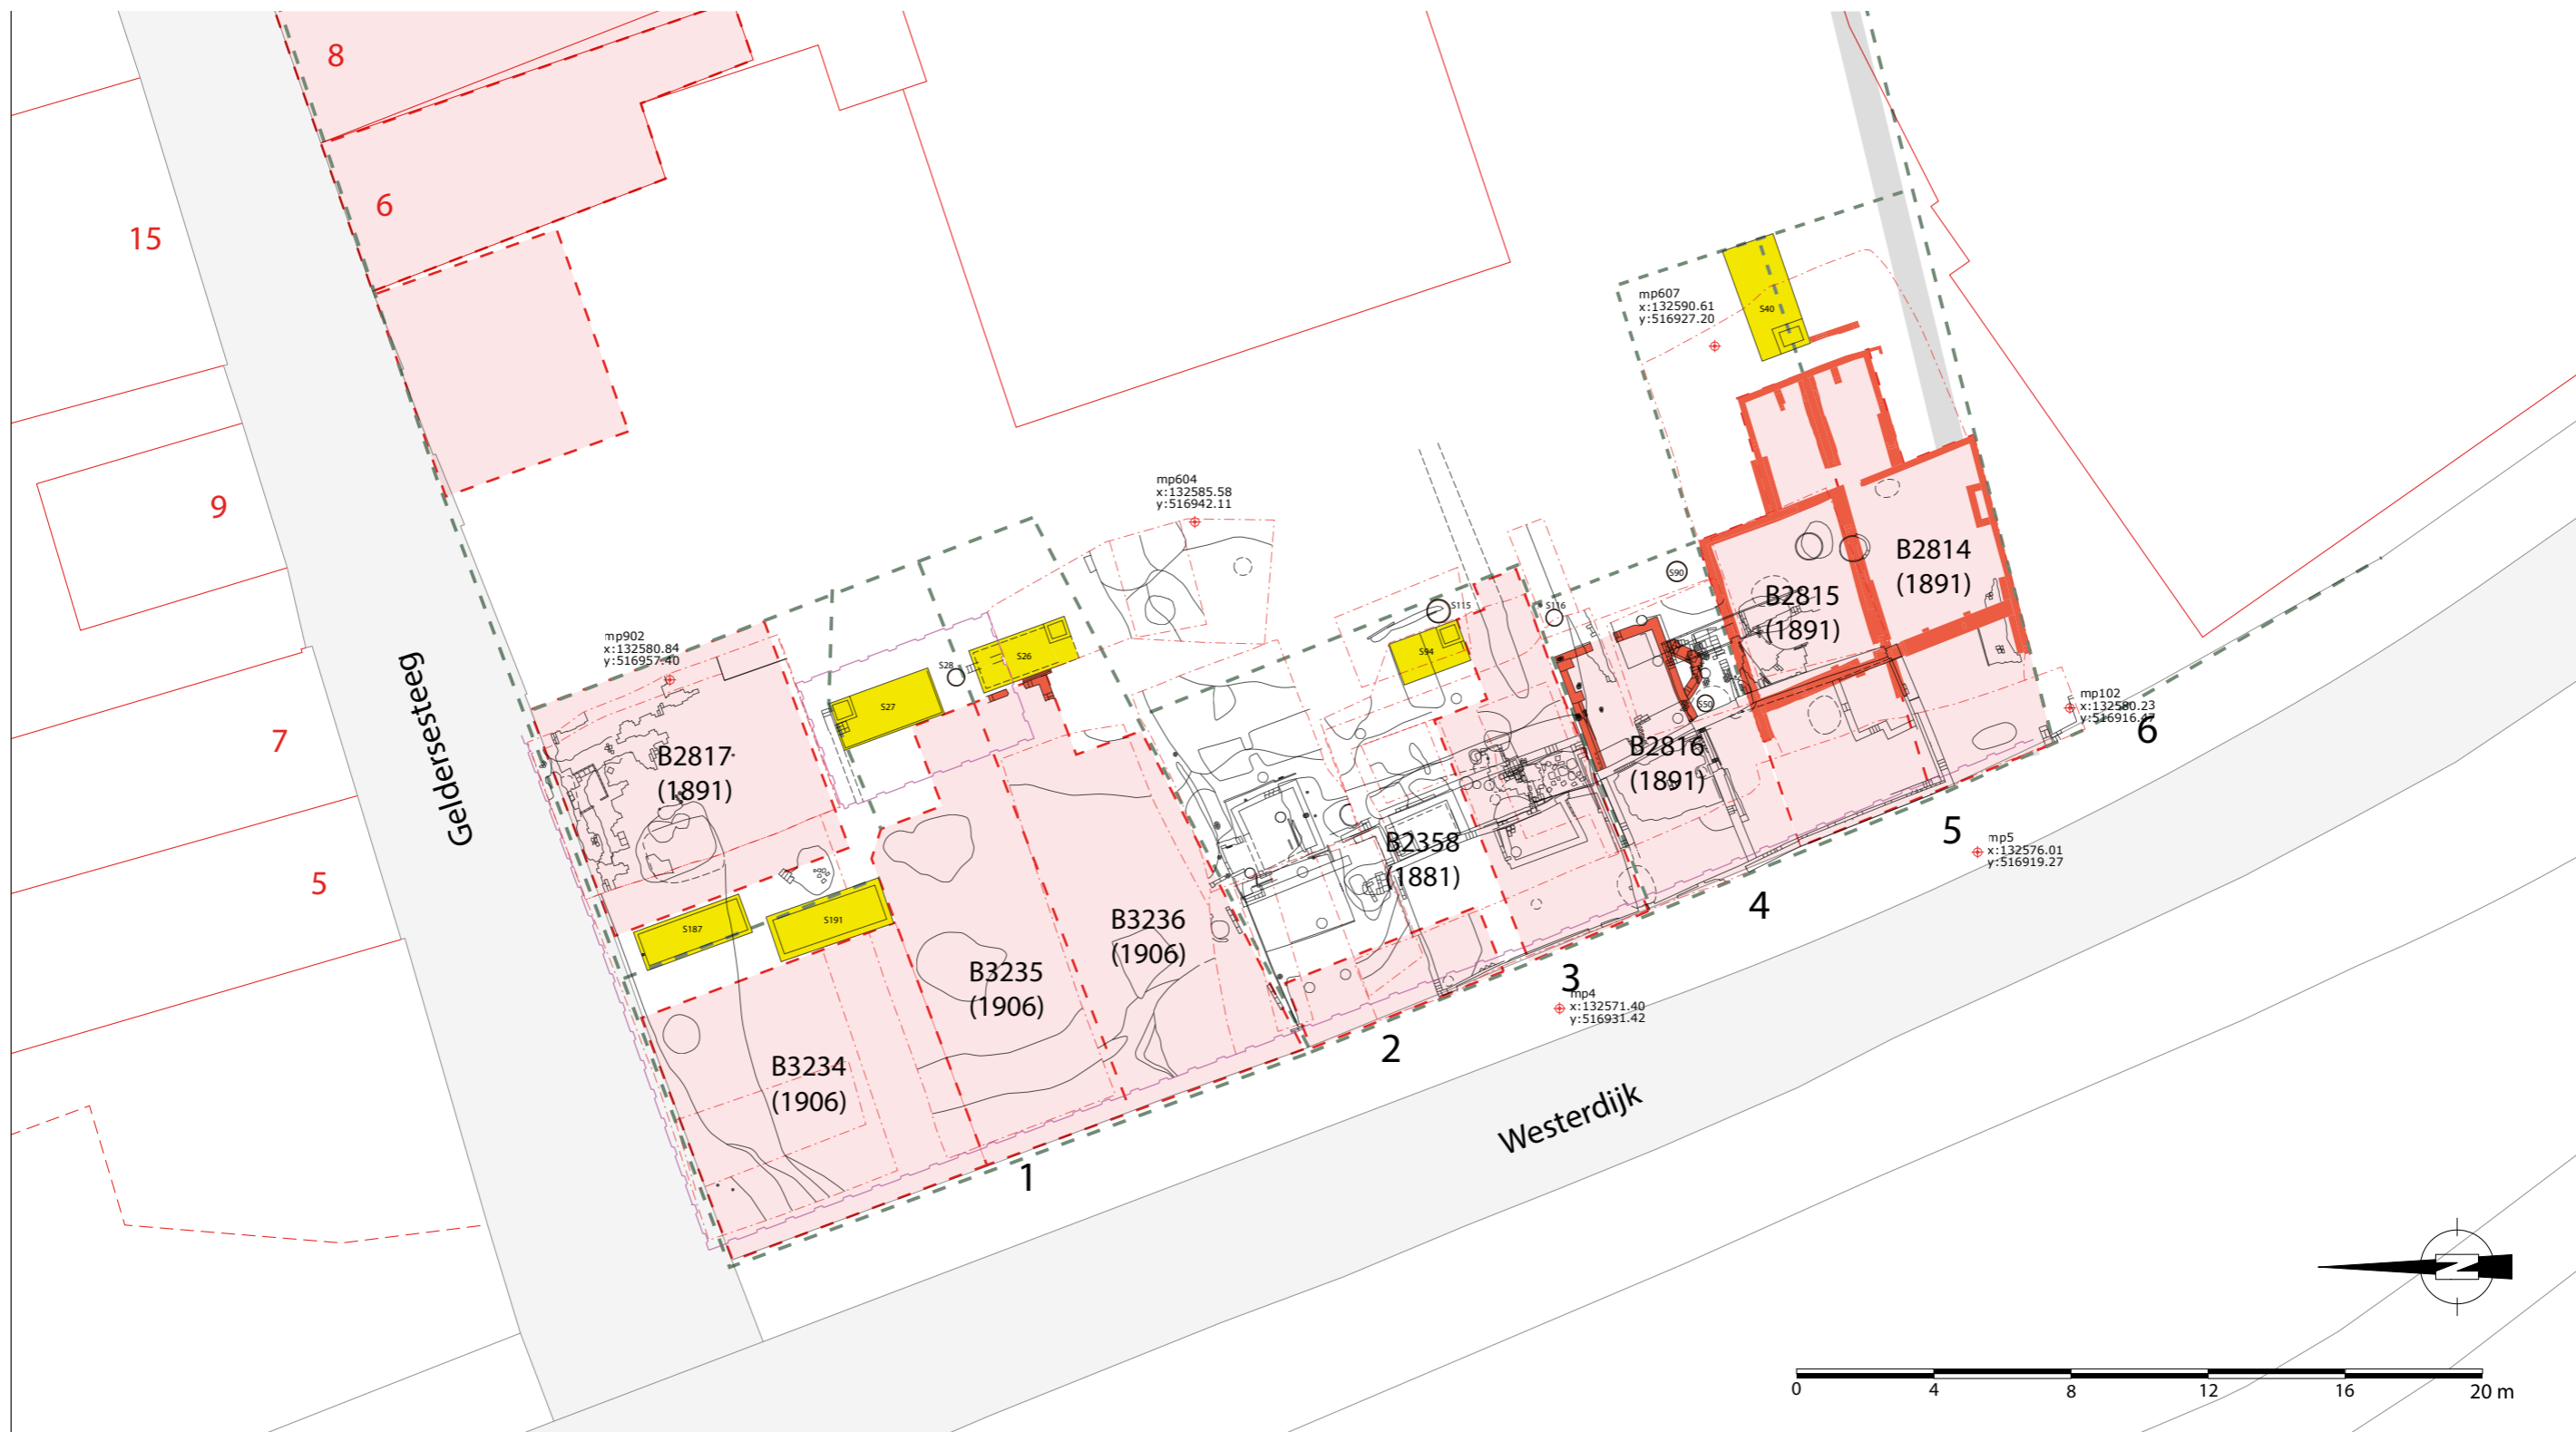 8
6
15
9
7
5
Geldersesteeg
mp607
x:132590.61
y:516927.20
S40
mp604
x:132585.58
y:516942.11
mp902
x:132580.84
y:516957.40
S28
S26
S27
S115
S116
S90
S94
S50
B2814
(1891)
B2815
(1891)
B2816
(1891)
B2817
(1891)
B2358
(1881)
S187
S191
B3236
(1906)
B3235
(1906)
B3234
(1906)
mp102
x:132580.23
y:516916.47
6
5
mp5
x:132576.01
y:516919.27
4
3
mp4
x:132571.40
y:516931.42
2
1
Westerdijk
Z
0 4 8 12 16 20 m